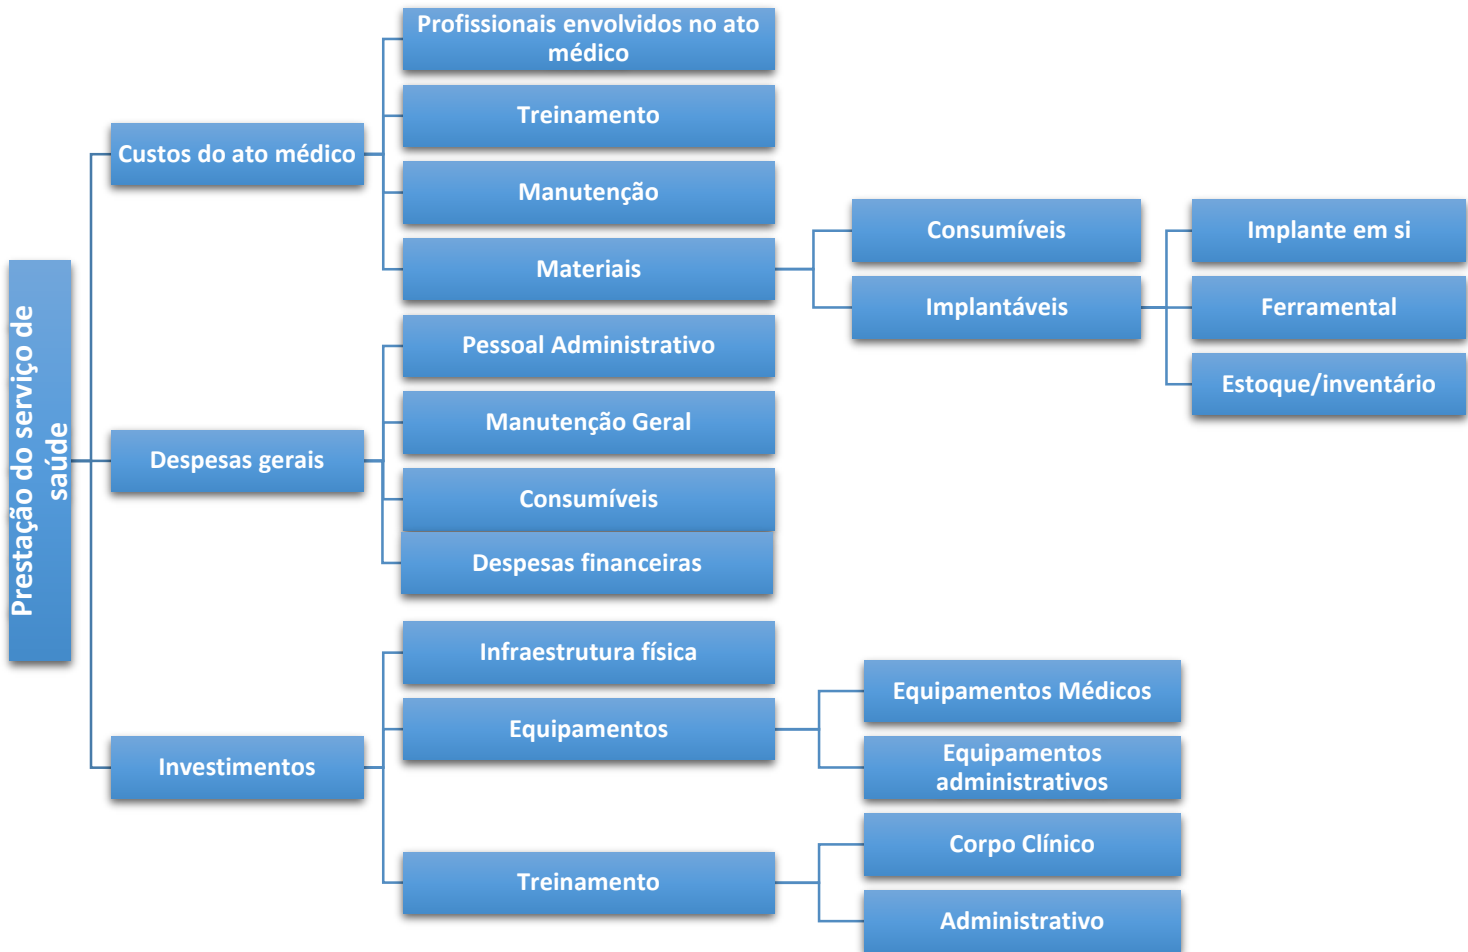 Prestação do serviço de
saúde
Custos do ato médico
Profissionais envolvidos no ato
médico
Treinamento
Manutenção
Materiais
Consumíveis
Implantáveis
Implante em si
Ferramental
Estoque/inventário
Despesas gerais
Pessoal Administrativo
Manutenção Geral
Consumíveis
Despesas financeiras
Investimentos
Infraestrutura física
Equipamentos
Equipamentos Médicos
Equipamentos
administrativos
Treinamento
Corpo Clínico
Administrativo